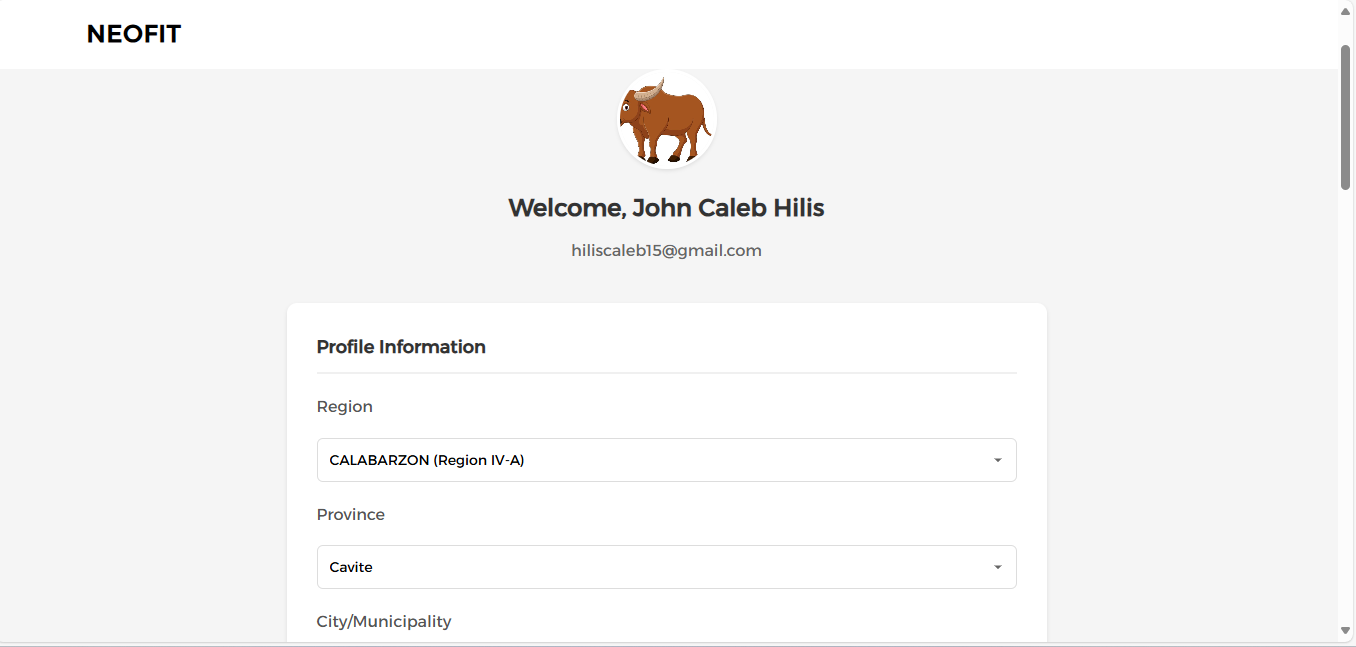 NEOFIT
Welcome, John Caleb Hilis
hiliscaleb15@gmail.com
Profile Information
Region
CALABARZON (Region IV-A)
Province
Cavite
City/Municipality